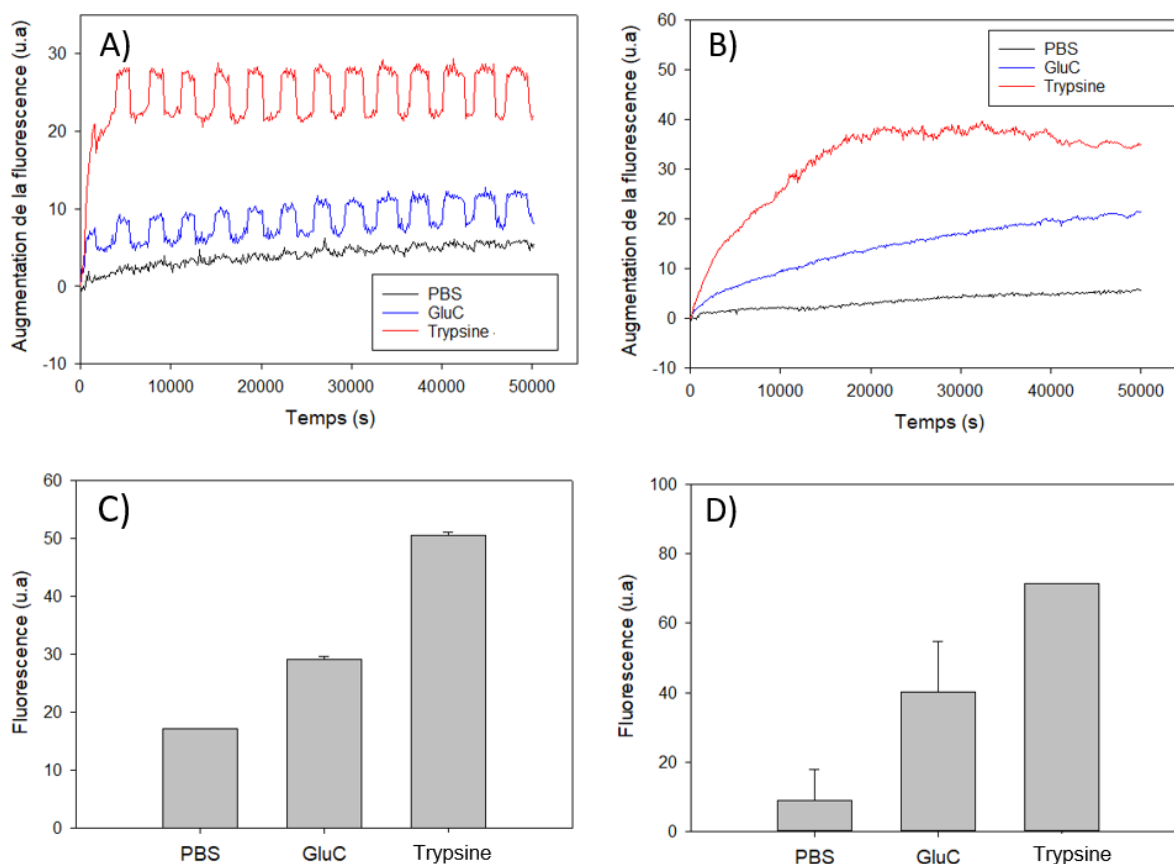 A)
Augmentation de la fluorescence (u.a)
30
20
10
0
-10
PBS
GluC
Trypsine
0 10000 20000 30000 40000 50000
Temps (s)
B)
Augmentation de la fluorescence (u.a)
60
50
40
30
20
10
0
-10
PBS
GluC
Trypsine
0 10000 20000 30000 40000 50000
Temps (s)
C)
Fluorescence (u.a)
60
50
40
30
20
10
0
PBS GluC Trypsine
D)
Fluorescence (u.a)
100
80
60
40
20
0
PBS GluC Trypsine